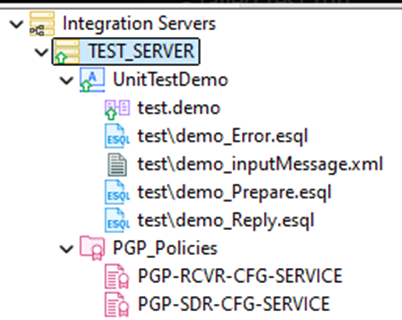 Integration Servers
TEST_SERVER
UnitTestDemo
test.demo
ESQL test\demo_Error.esql
test\demo_inputMessage.xml
ESQL test\demo_Prepare.esql
ESQL test\demo_Reply.esql
PGP_Policies
PGP-RCVR-CFG-SERVICE
PGP-SDR-CFG-SERVICE